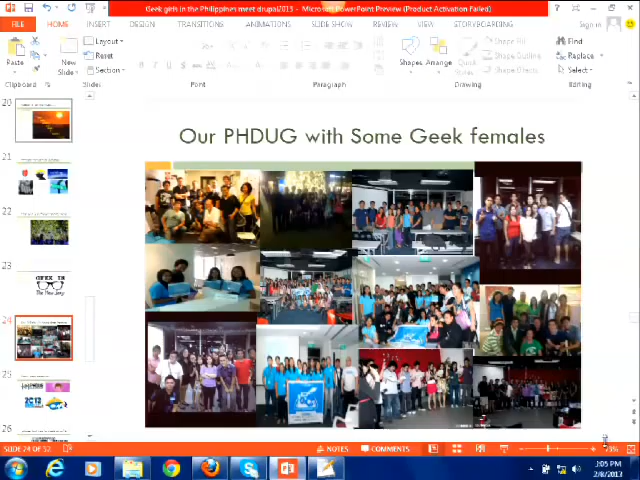 Geek girls in the Philippines meet drupal2013 - Microsoft PowerPoint Preview (Product Activation Failed)
FILE HOME INSERT DESIGN TRANSITIONS ANIMATIONS SLIDE SHOW REVIEW VIEW STORYBOARDING Sign in
Paste
New
Slide
Layout
Reset
Section
Shapes
Arrange
Quick
Styles
Shape Fill
Shape Outline
Shape Effects
Find
Replace
Select
Clipboard Slides Font Paragraph Drawing Editing
20
21
22
23
24
25
26
Our PHDUG with Some Geek females
SLIDE 24 OF 52
NOTES COMMENTS
73%
3:05 PM
2/8/2013